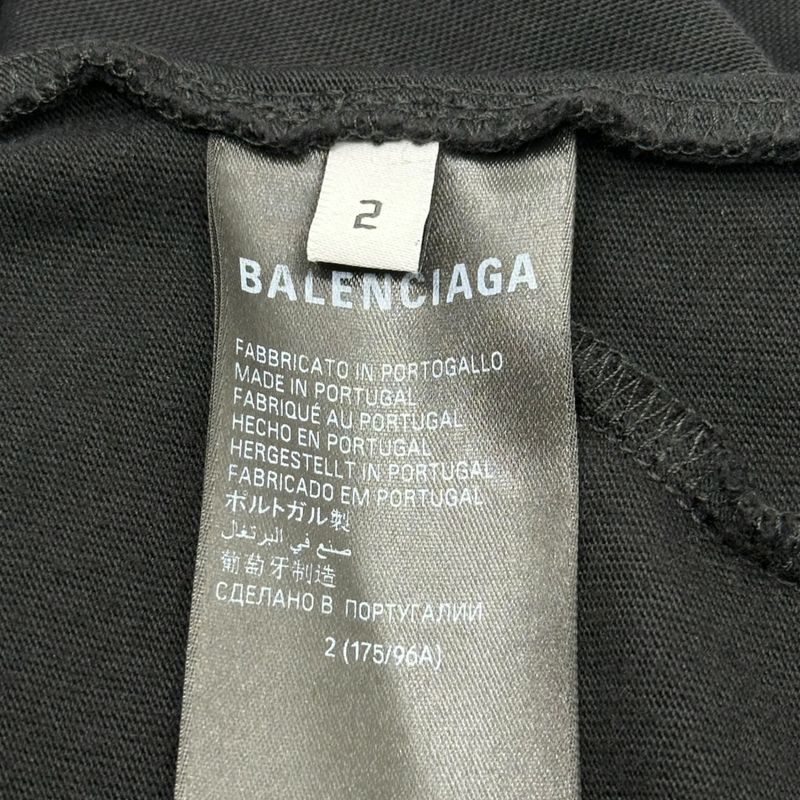 2
BALENCIAGA
FABBRICATO IN PORTOGALLO
MADE IN PORTUGAL
FABRIQUÉ AU PORTUGAL
HECHO EN PORTUGAL
HERGESTELLT IN PORTUGAL
FABRICADO EM PORTUGAL
ポルトガル製
صنع في البرتغال
葡萄牙制造
СДЕЛАНО В ПОРТУГАЛИИ
2 (175/96A)